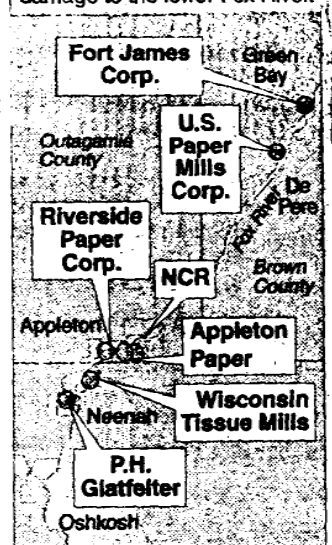 damage to the lower Fox River.
Fort James
Corp.
Green
Bay
U.S.
Paper
Mills
Corp.
Outagamie
County
De
Pere
Fox River
Riverside
Paper
Corp.
NCR
Brown
County
Appleton
Appleton
Paper
Wisconsin
Tissue Mills
Neenah
P.H.
Glatfelter
Oshkosh